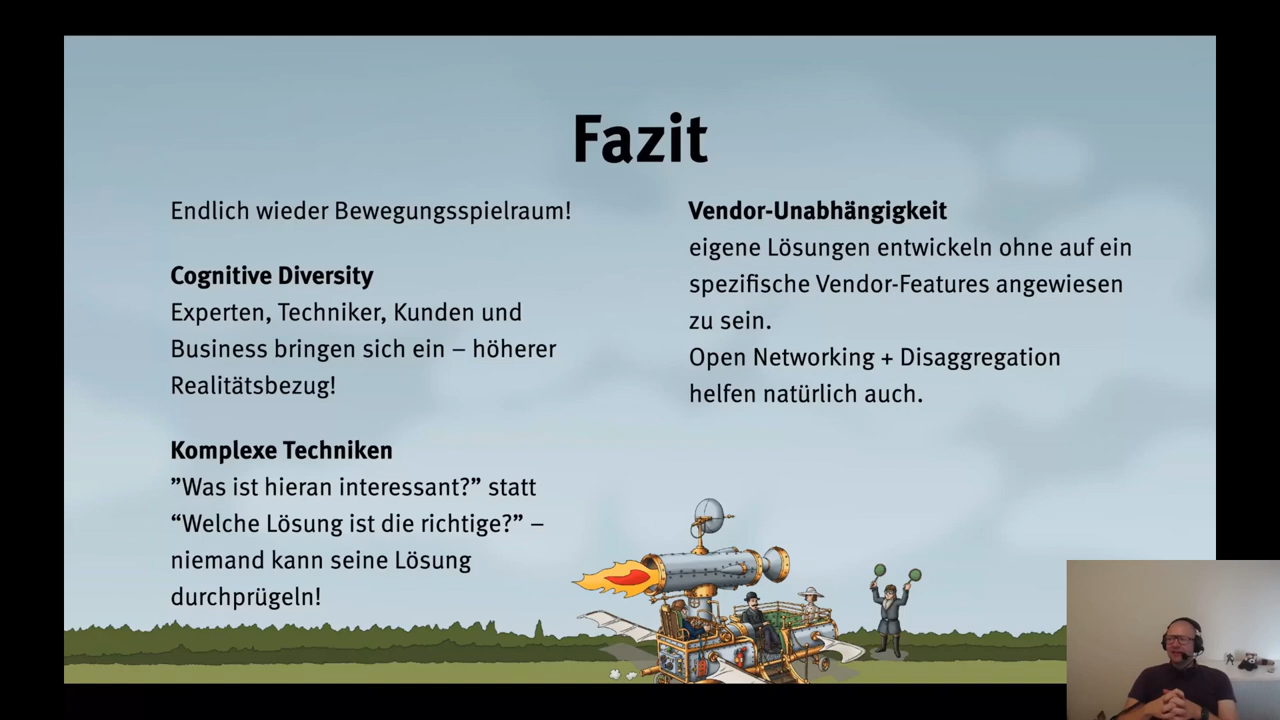 Fazit
Endlich wieder Bewegungsspielraum!
Cognitive Diversity
Experten, Techniker, Kunden und
Business bringen sich ein – höherer
Realitätsbezug!
Komplexe Techniken
”Was ist hieran interessant?” statt
“Welche Lösung ist die richtige?” –
niemand kann seine Lösung
durchprügeln!
Vendor-Unabhängigkeit
eigene Lösungen entwickeln ohne auf ein
spezifische Vendor-Features angewiesen
zu sein.
Open Networking + Disaggregation
helfen natürlich auch.